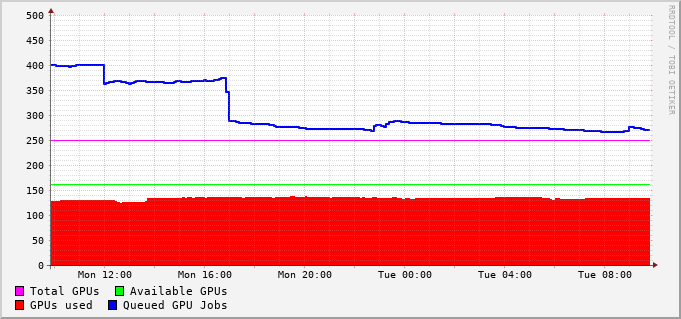 500
450
400
350
300
250
200
150
100
50
0
Mon 12:00 Mon 16:00 Mon 20:00 Tue 00:00 Tue 04:00 Tue 08:00
Total GPUs Available GPUs
GPUs used Queued GPU Jobs
RRDTOOL / TOBI OETIKER